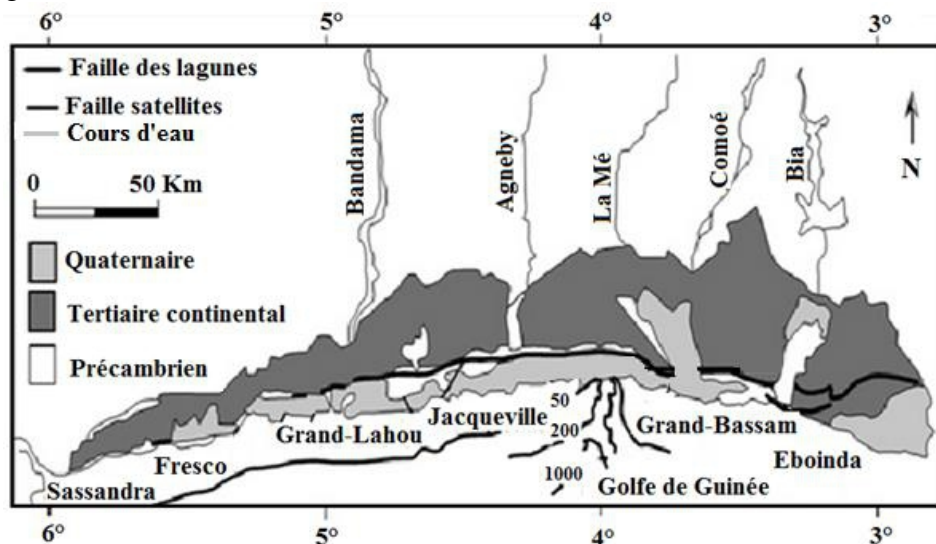 6° 5° 4° 3°
Faille des lagunes
Faille satellites
Cours d'eau
0 50 Km
Quaternaire
Tertiaire continental
Précambrien
Bandama
Agneby
La Mé
Comoé
Bia
N
50
200
1000
Jacqueville
Grand-Lahou
Grand-Bassam
Fresco
Eboinda
Sassandra
Golfe de Guinée
6° 5° 4° 3°